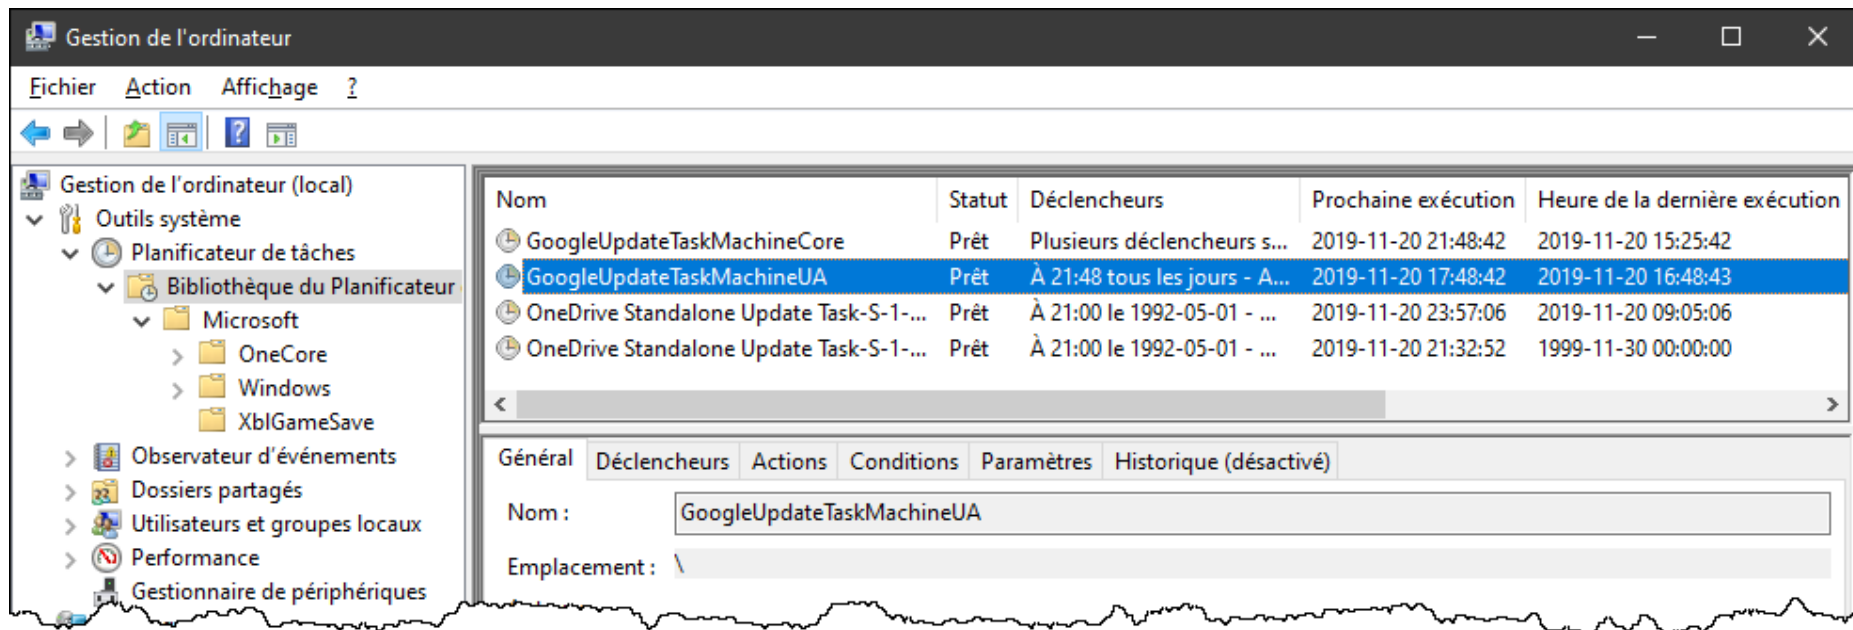 Gestion de l'ordinateur
Fichier Action Affichage ?
Gestion de l'ordinateur (local)
Outils système
Planificateur de tâches
Bibliothèque du Planificateur
Microsoft
OneCore
Windows
XblGameSave
Observateur d'événements
Dossiers partagés
Utilisateurs et groupes locaux
Performance
Gestionnaire de périphériques
Nom Statut Déclencheurs Prochaine exécution Heure de la dernière exécution
GoogleUpdateTaskMachineCore Prêt Plusieurs déclencheurs s... 2019-11-20 21:48:42 2019-11-20 15:25:42
GoogleUpdateTaskMachineUA Prêt À 21:48 tous les jours - A... 2019-11-20 17:48:42 2019-11-20 16:48:43
OneDrive Standalone Update Task-S-1-... Prêt À 21:00 le 1992-05-01 - ... 2019-11-20 23:57:06 2019-11-20 09:05:06
OneDrive Standalone Update Task-S-1-... Prêt À 21:00 le 1992-05-01 - ... 2019-11-20 21:32:52 1999-11-30 00:00:00
Général Déclencheurs Actions Conditions Paramètres Historique (désactivé)
Nom : GoogleUpdateTaskMachineUA
Emplacement : \